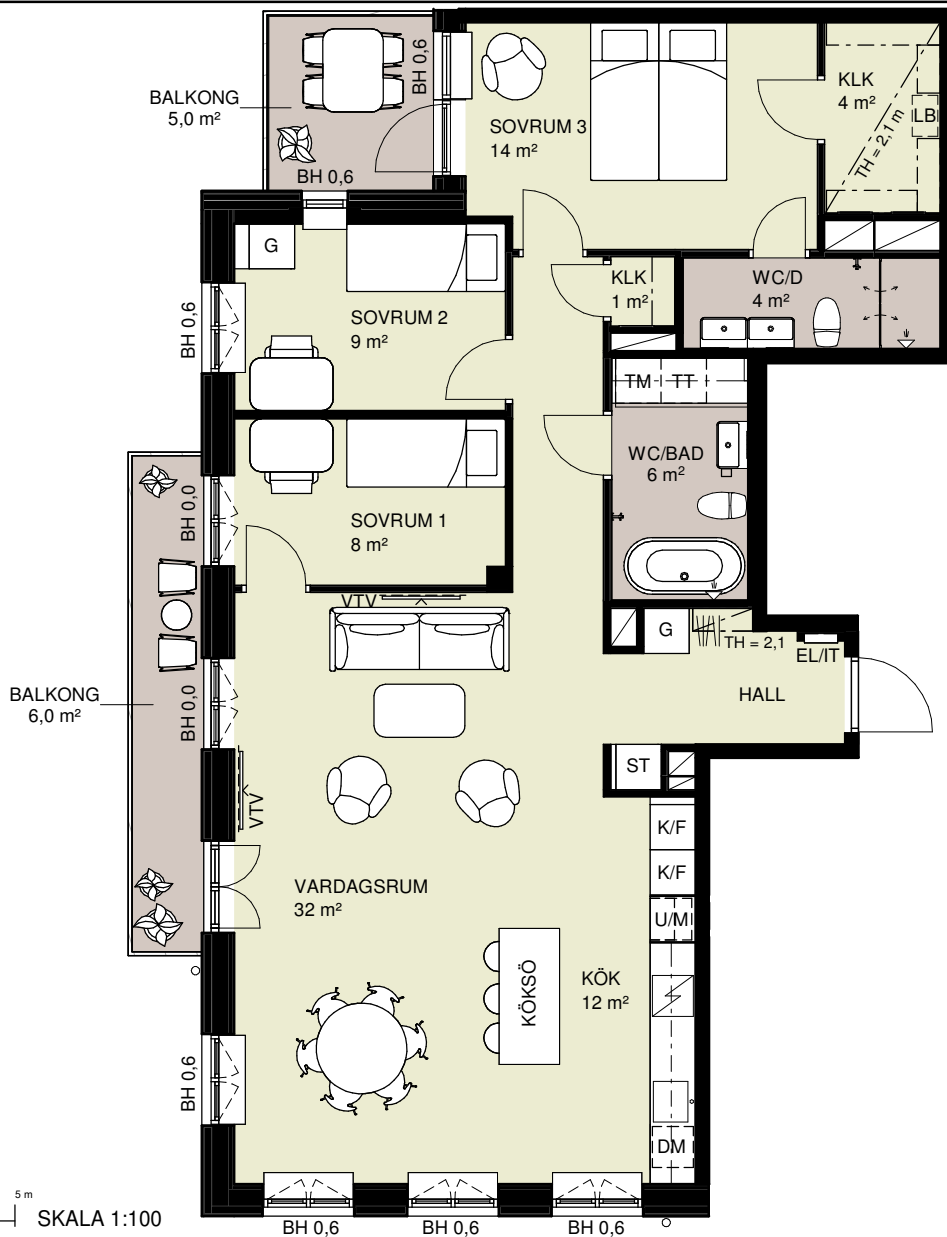 BALKONG
5,0 m²
BH 0,6
BH 0,6
SOVRUM 3
14 m²
KLK
4 m²
LB
TH = 2,1 m
G
KLK
1 m²
WC/D
4 m²
BH 0,6
SOVRUM 2
9 m²
TM
TT
WC/BAD
6 m²
BH 0,0
SOVRUM 1
8 m²
VTV
G
TH = 2,1
EL/IT
BALKONG
6,0 m²
BH 0,0
HALL
ST
VTV
K/F
K/F
VARDAGSRUM
32 m²
U/M
KÖKSÖ
KÖK
12 m²
BH 0,6
DM
5 m
SKALA 1:100
BH 0,6
BH 0,6
BH 0,6